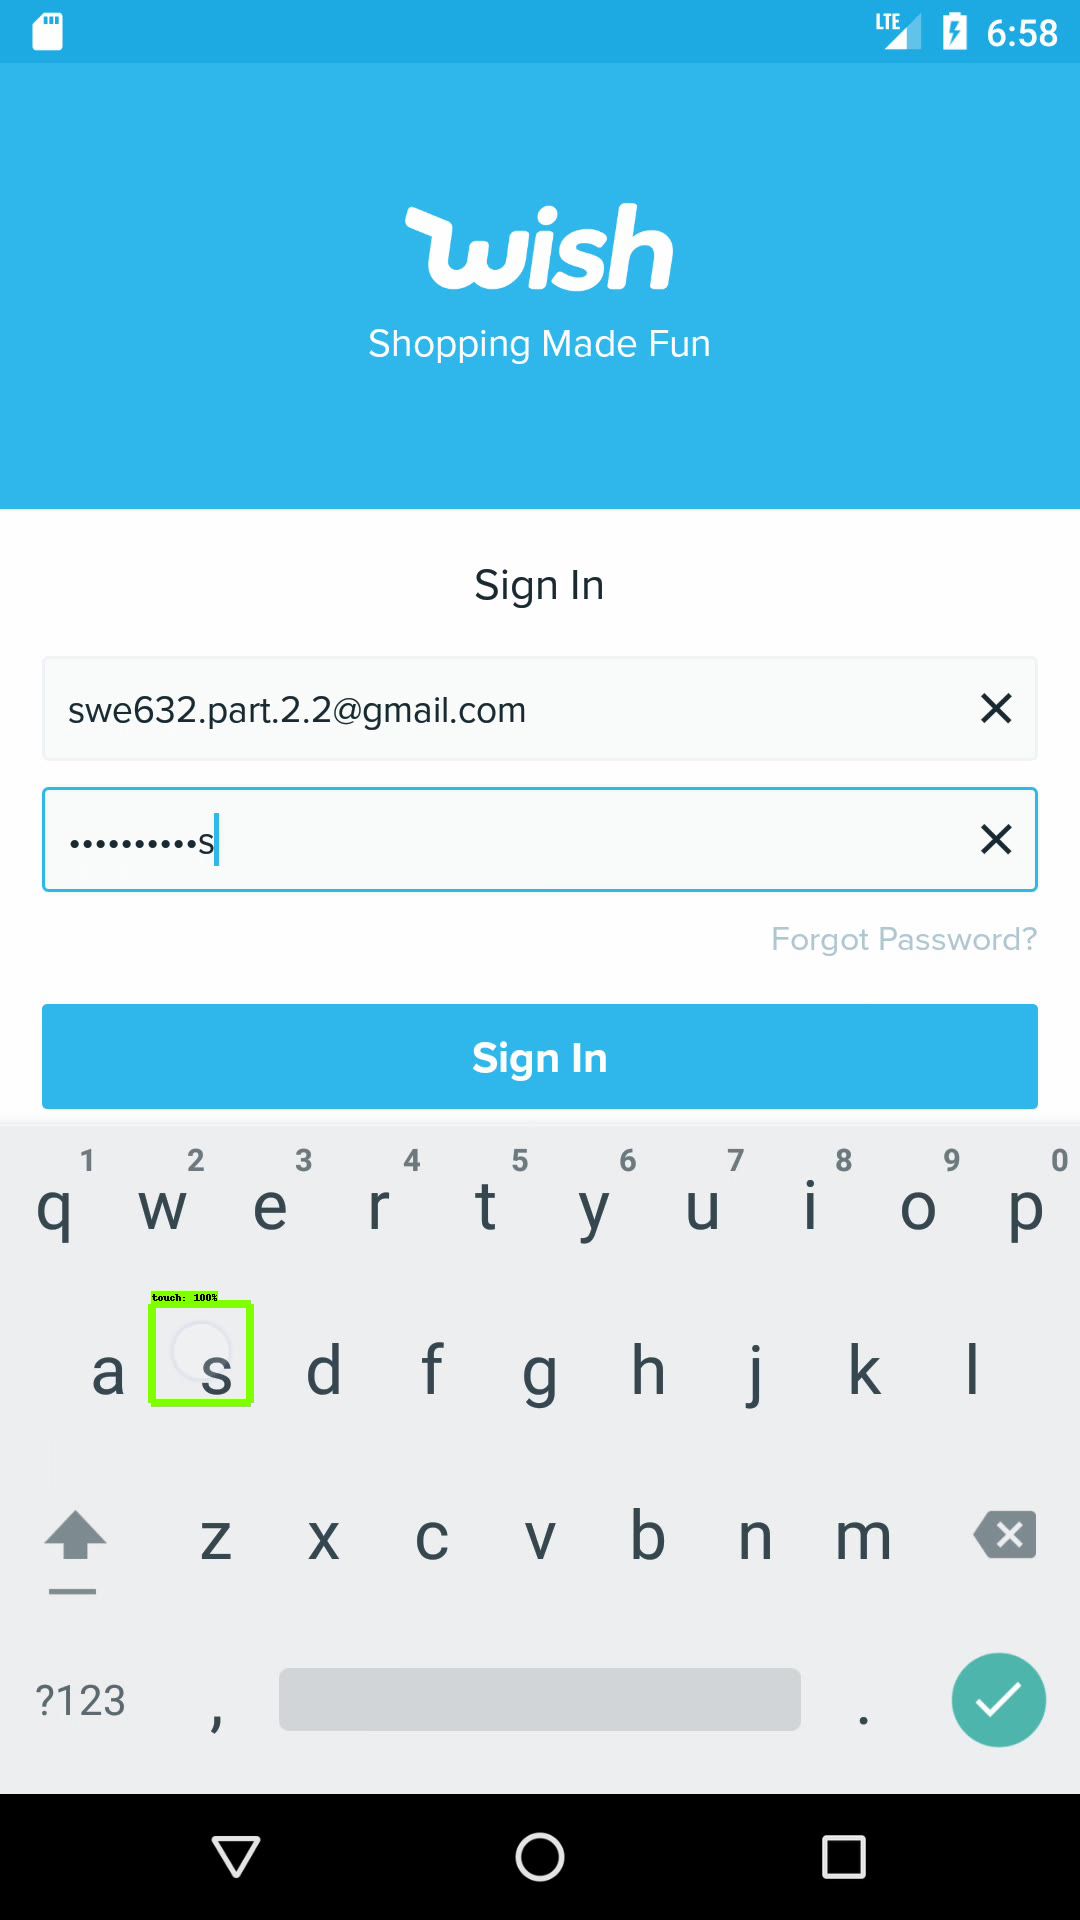 LTE 6:58
wish
Shopping Made Fun
Sign In
swe632.part.2.2@gmail.com
••••••••••s
Forgot Password?
Sign In
1 2 3 4 5 6 7 8 9 0
q w e r t y u i o p
touch: 100%
a s d f g h j k l
z x c v b n m
?123 , .